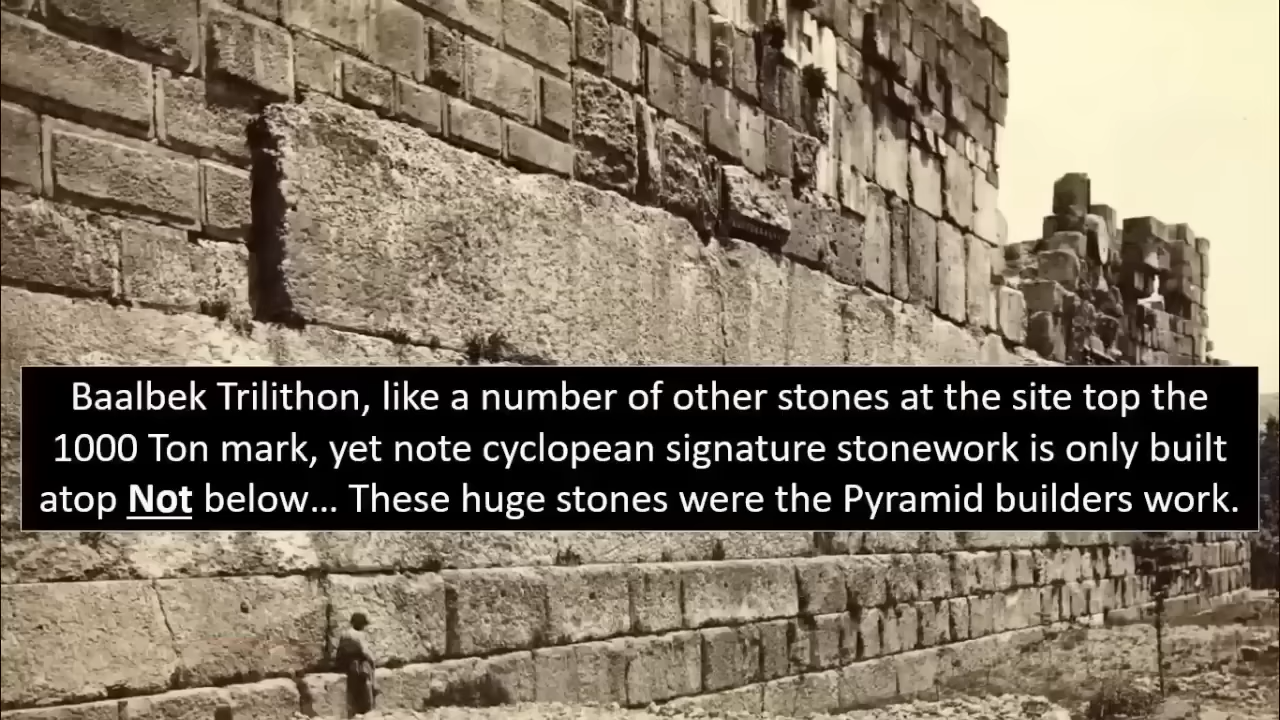 Baalbek Trilithon, like a number of other stones at the site top the
1000 Ton mark, yet note cyclopean signature stonework is only built
atop Not below... These huge stones were the Pyramid builders work.